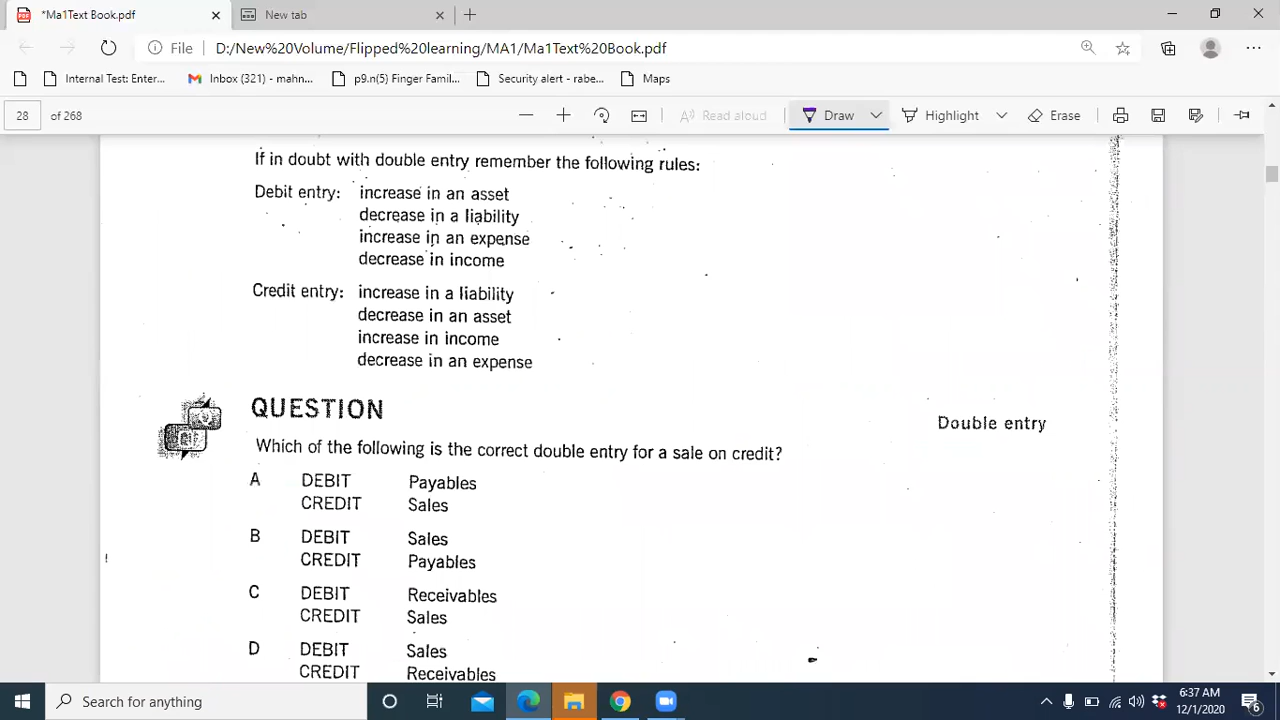 *Ma1Text Book.pdf
New tab
File
D:/New%20Volume/Flipped%20learning/MA1/Ma1Text%20Book.pdf
Internal Test: Enter...
Inbox (321) - mahn...
p9.n(5) Finger Famil...
Security alert - rabe...
Maps
28
of 268
Read aloud
Draw
Highlight
Erase
If in doubt with double entry remember the following rules:
Debit entry: increase in an asset
decrease in a liability
increase in an expense
decrease in income
Credit entry: increase in a liability
decrease in an asset
increase in income
decrease in an expense
QUESTION
Double entry
Which of the following is the correct double entry for a sale on credit?
A DEBIT Payables
CREDIT Sales
B DEBIT Sales
CREDIT Payables
C DEBIT Receivables
CREDIT Sales
D DEBIT Sales
CREDIT Receivables
Search for anything
6:37 AM
12/1/2020
6